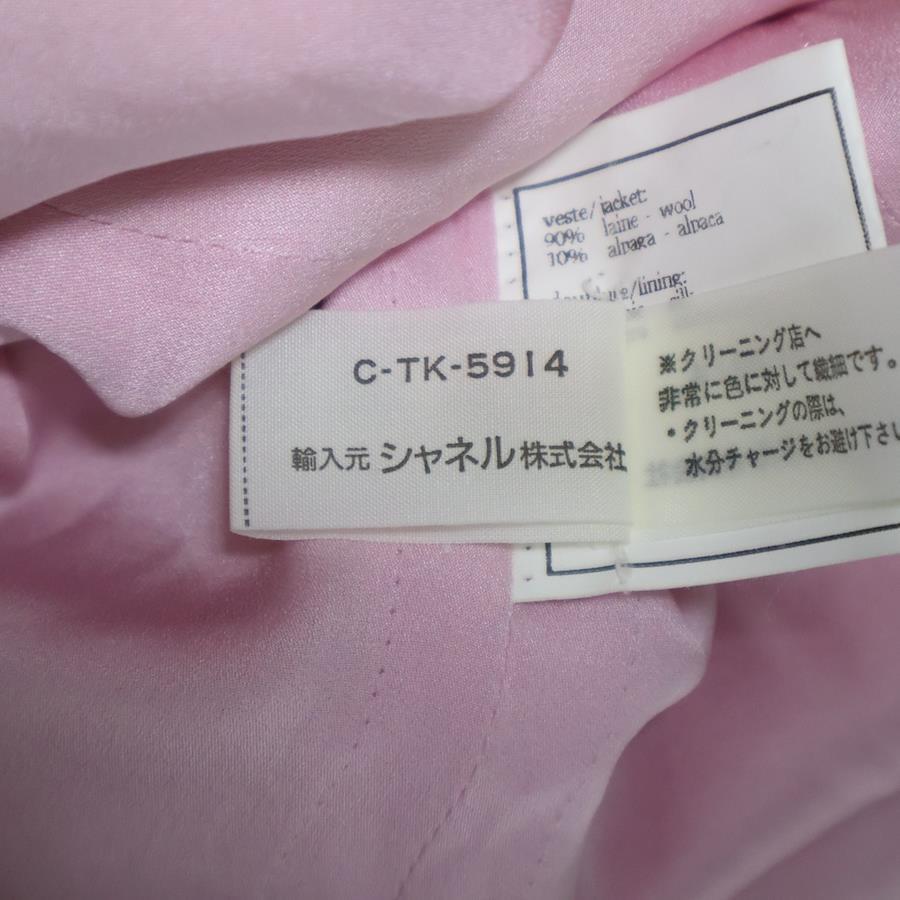 veste/jacket:
90% laine - wool
10% alpaga - alpaca
/lining:
C-TK-5914
輸入元 シャネル株式会社
※クリーニング店へ
非常に色に対して繊細です。
・クリーニングの際は、
水分チャージをお避け下さい